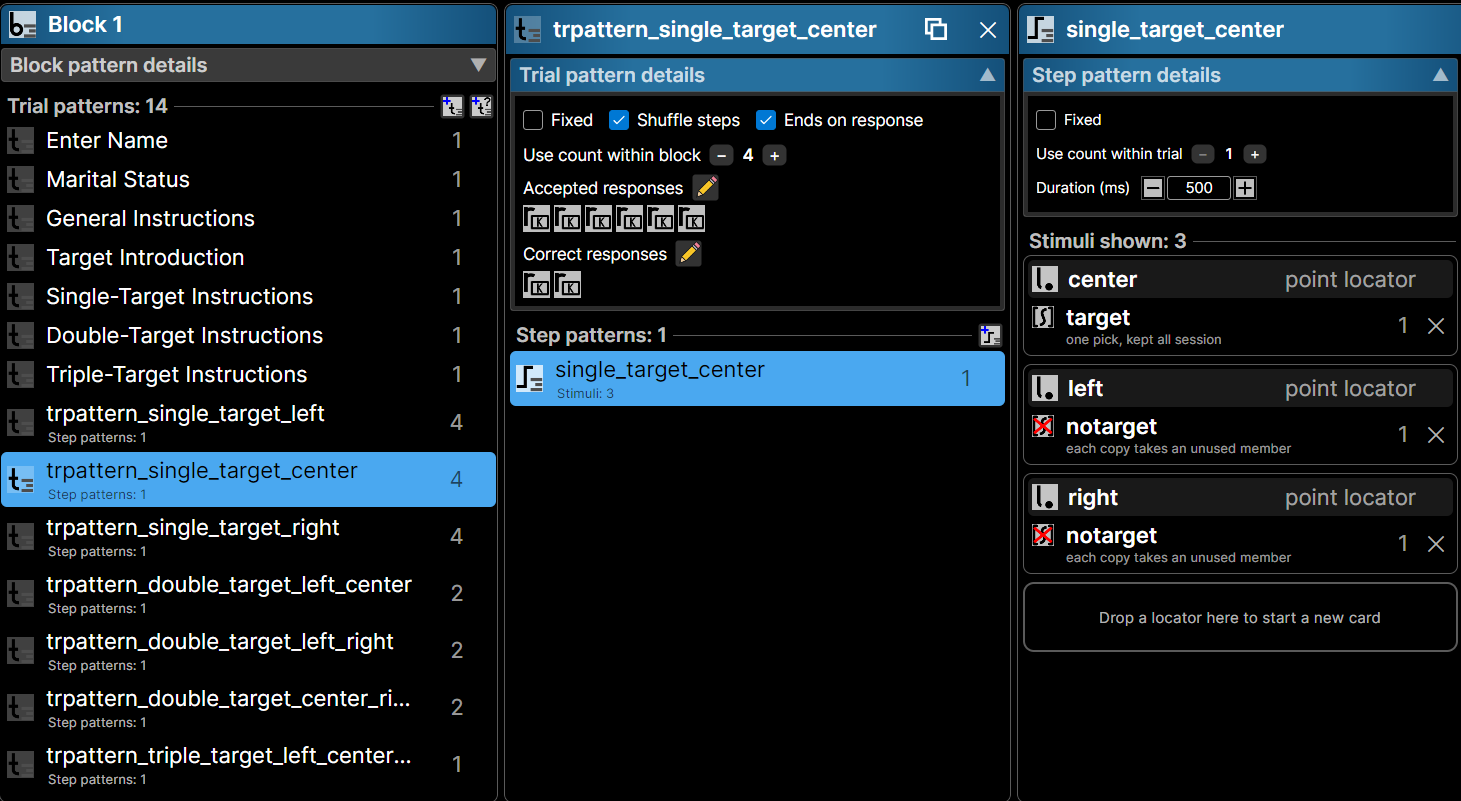 Block 1
Block pattern details
Trial patterns: 14
Enter Name 1
Marital Status 1
General Instructions 1
Target Introduction 1
Single-Target Instructions 1
Double-Target Instructions 1
Triple-Target Instructions 1
trpattern_single_target_left 4
Step patterns: 1
trpattern_single_target_center 4
Step patterns: 1
trpattern_single_target_right 4
Step patterns: 1
trpattern_double_target_left_center 2
Step patterns: 1
trpattern_double_target_left_right 2
Step patterns: 1
trpattern_double_target_center_ri... 2
Step patterns: 1
trpattern_triple_target_left_center... 1
Step patterns: 1
trpattern_single_target_center
Trial pattern details
Fixed Shuffle steps Ends on response
Use count within block − 4 +
Accepted responses
K K K K K K
Correct responses
K K
Step patterns: 1
single_target_center 1
Stimuli: 3
single_target_center
Step pattern details
Fixed
Use count within trial − 1 +
Duration (ms) − 500 +
Stimuli shown: 3
center point locator
target 1
one pick, kept all session
left point locator
notarget 1
each copy takes an unused member
right point locator
notarget 1
each copy takes an unused member
Drop a locator here to start a new card